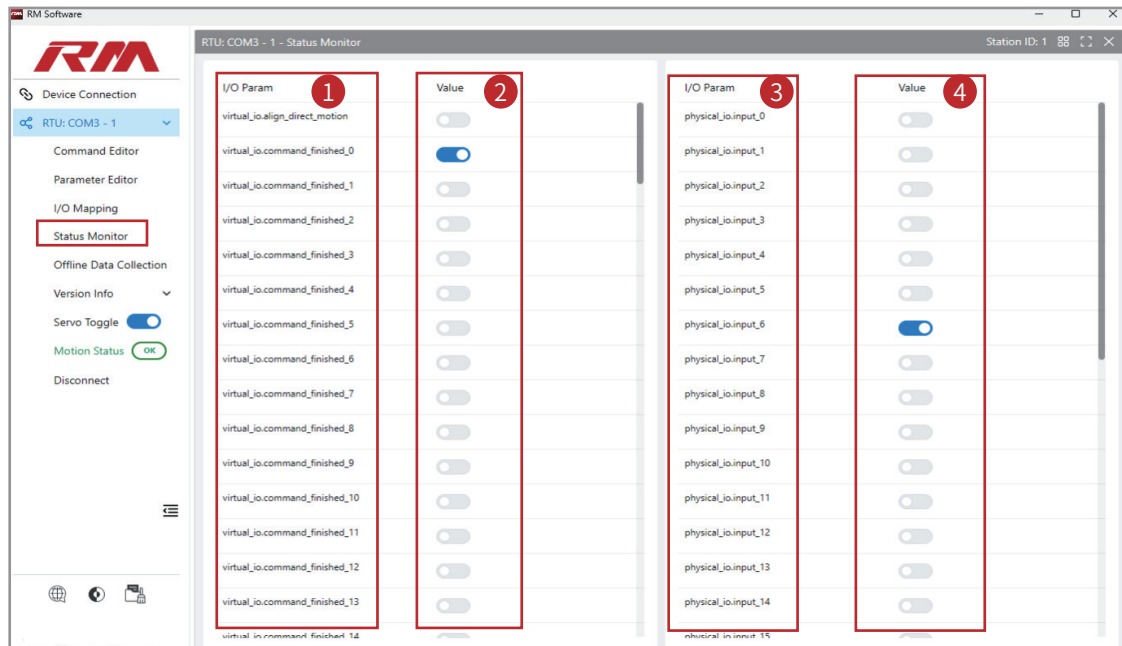 RM Software
RTU: COM3 - 1 - Status Monitor
Station ID: 1
RM
Device Connection
RTU: COM3 - 1
Command Editor
Parameter Editor
I/O Mapping
Status Monitor
Offline Data Collection
Version Info
Servo Toggle
Motion Status OK
Disconnect
I/O Param 1 Value 2
virtual_io.align_direct_motion
virtual_io.command_finished_0
virtual_io.command_finished_1
virtual_io.command_finished_2
virtual_io.command_finished_3
virtual_io.command_finished_4
virtual_io.command_finished_5
virtual_io.command_finished_6
virtual_io.command_finished_7
virtual_io.command_finished_8
virtual_io.command_finished_9
virtual_io.command_finished_10
virtual_io.command_finished_11
virtual_io.command_finished_12
virtual_io.command_finished_13
virtual_io.command_finished_14
I/O Param 3 Value 4
physical_io.input_0
physical_io.input_1
physical_io.input_2
physical_io.input_3
physical_io.input_4
physical_io.input_5
physical_io.input_6
physical_io.input_7
physical_io.input_8
physical_io.input_9
physical_io.input_10
physical_io.input_11
physical_io.input_12
physical_io.input_13
physical_io.input_14
physical_io.input_15